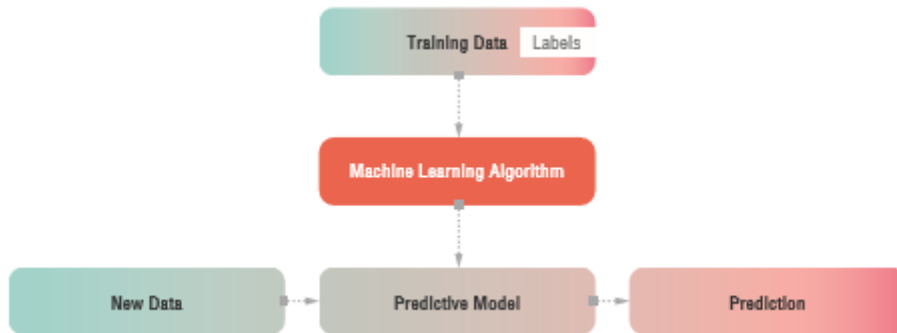 Training Data Labels
Machine Learning Algorithm
New Data
Predictive Model
Prediction